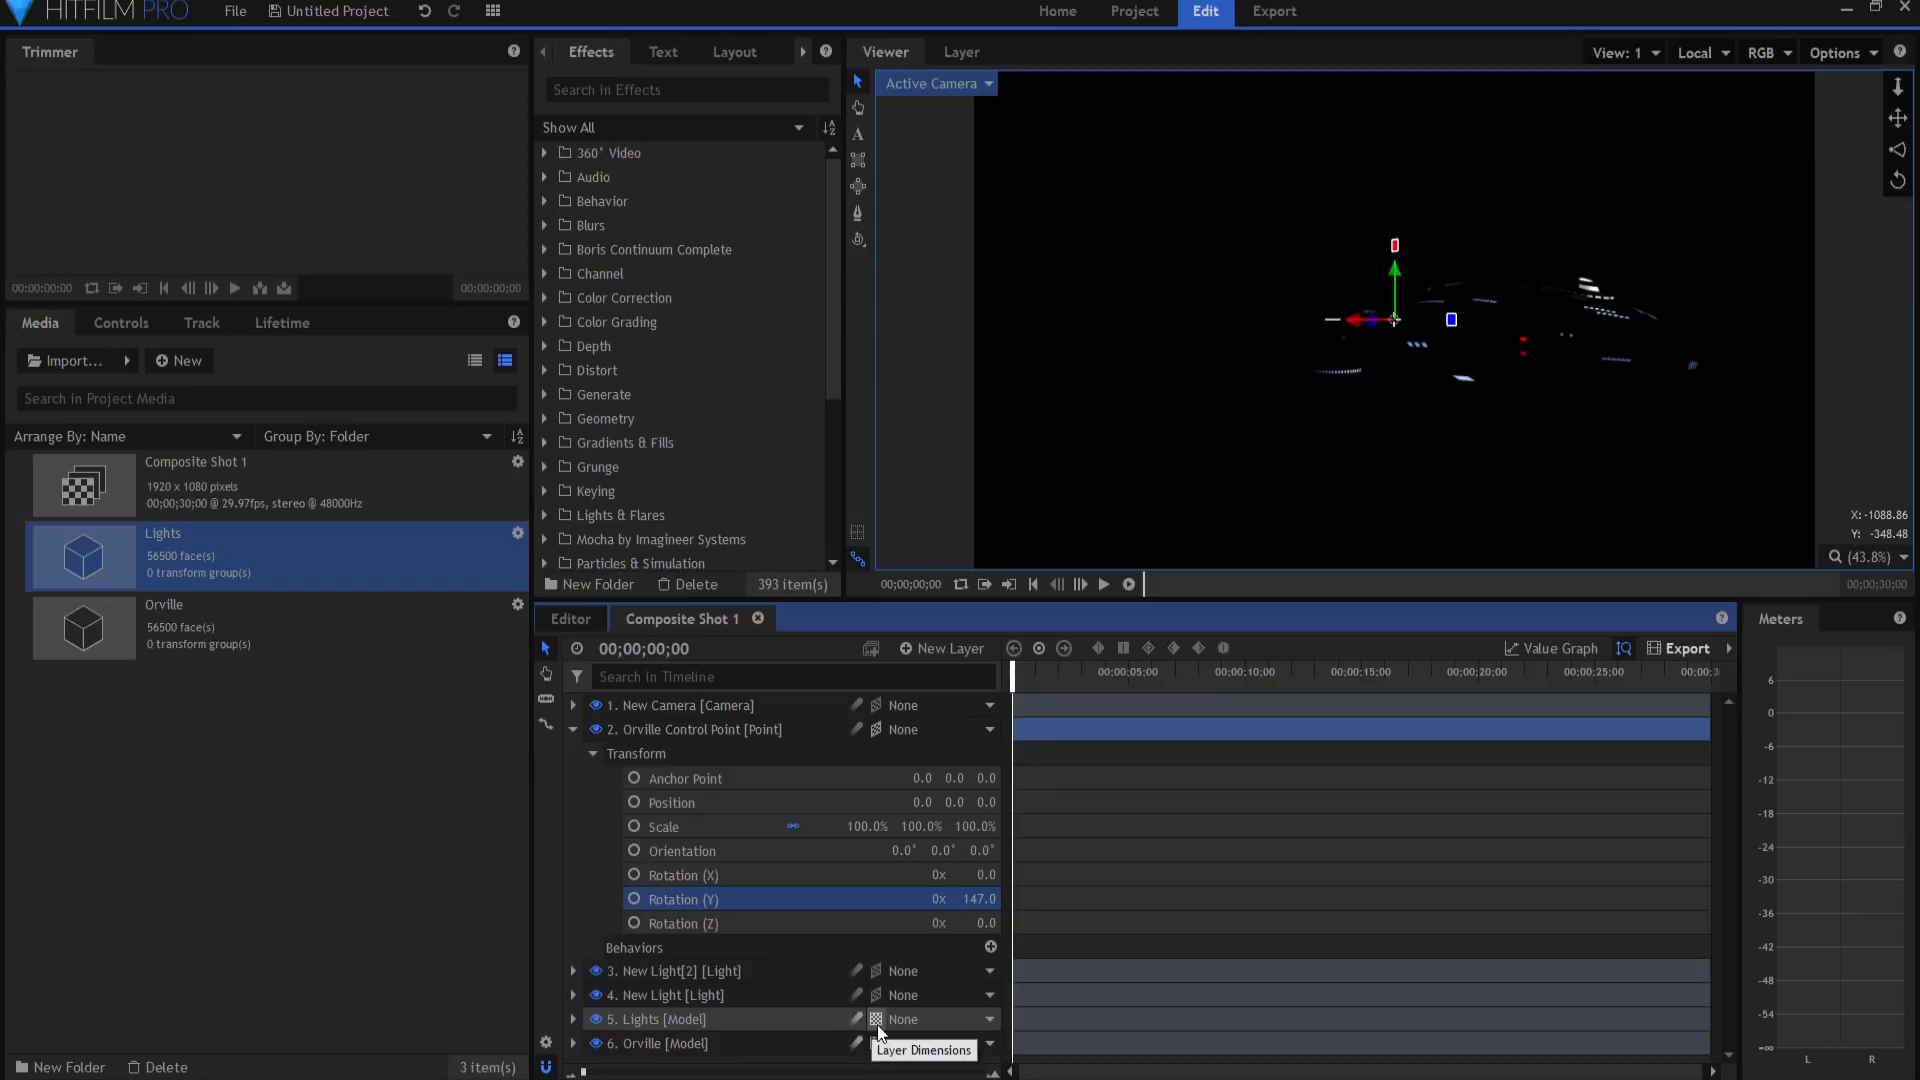 HITFILM PRO
File
Untitled Project
Home
Project
Edit
Export
Trimmer
00:00:00;00
00:00:00;00
Media
Controls
Track
Lifetime
Import...
New
Search in Project Media
Arrange By: Name
Group By: Folder
Composite Shot 1
1920 x 1080 pixels
00;00;30;00 @ 29.97fps, stereo @ 48000Hz
Lights
56500 face(s)
0 transform group(s)
Orville
56500 face(s)
0 transform group(s)
New Folder
Delete
3 item(s)
Effects
Text
Layout
Search in Effects
Show All
360° Video
Audio
Behavior
Blurs
Boris Continuum Complete
Channel
Color Correction
Color Grading
Depth
Distort
Generate
Geometry
Gradients & Fills
Grunge
Keying
Lights & Flares
Mocha by Imagineer Systems
Particles & Simulation
New Folder
Delete
393 item(s)
Viewer
Layer
View: 1
Local
RGB
Options
Active Camera
X: -1088.86
Y: -348.48
(43.8%)
00;00;00;00
00;00;30;00
Editor
Composite Shot 1
00;00;00;00
New Layer
Value Graph
Export
Search in Timeline
00;00;05;00
00;00;10;00
00;00;15;00
00;00;20;00
00;00;25;00
1. New Camera [Camera]
None
2. Orville Control Point [Point]
None
Transform
Anchor Point 0.0 0.0 0.0
Position 0.0 0.0 0.0
Scale 100.0% 100.0% 100.0%
Orientation 0.0° 0.0° 0.0°
Rotation (X) 0x 0.0
Rotation (Y) 0x 147.0
Rotation (Z) 0x 0.0
Behaviors
3. New Light[2] [Light]
None
4. New Light [Light]
None
5. Lights [Model]
None
6. Orville [Model]
Layer Dimensions
Meters
6
0
-6
-12
-18
-24
-30
-36
-42
-48
-54
-∞
L
R